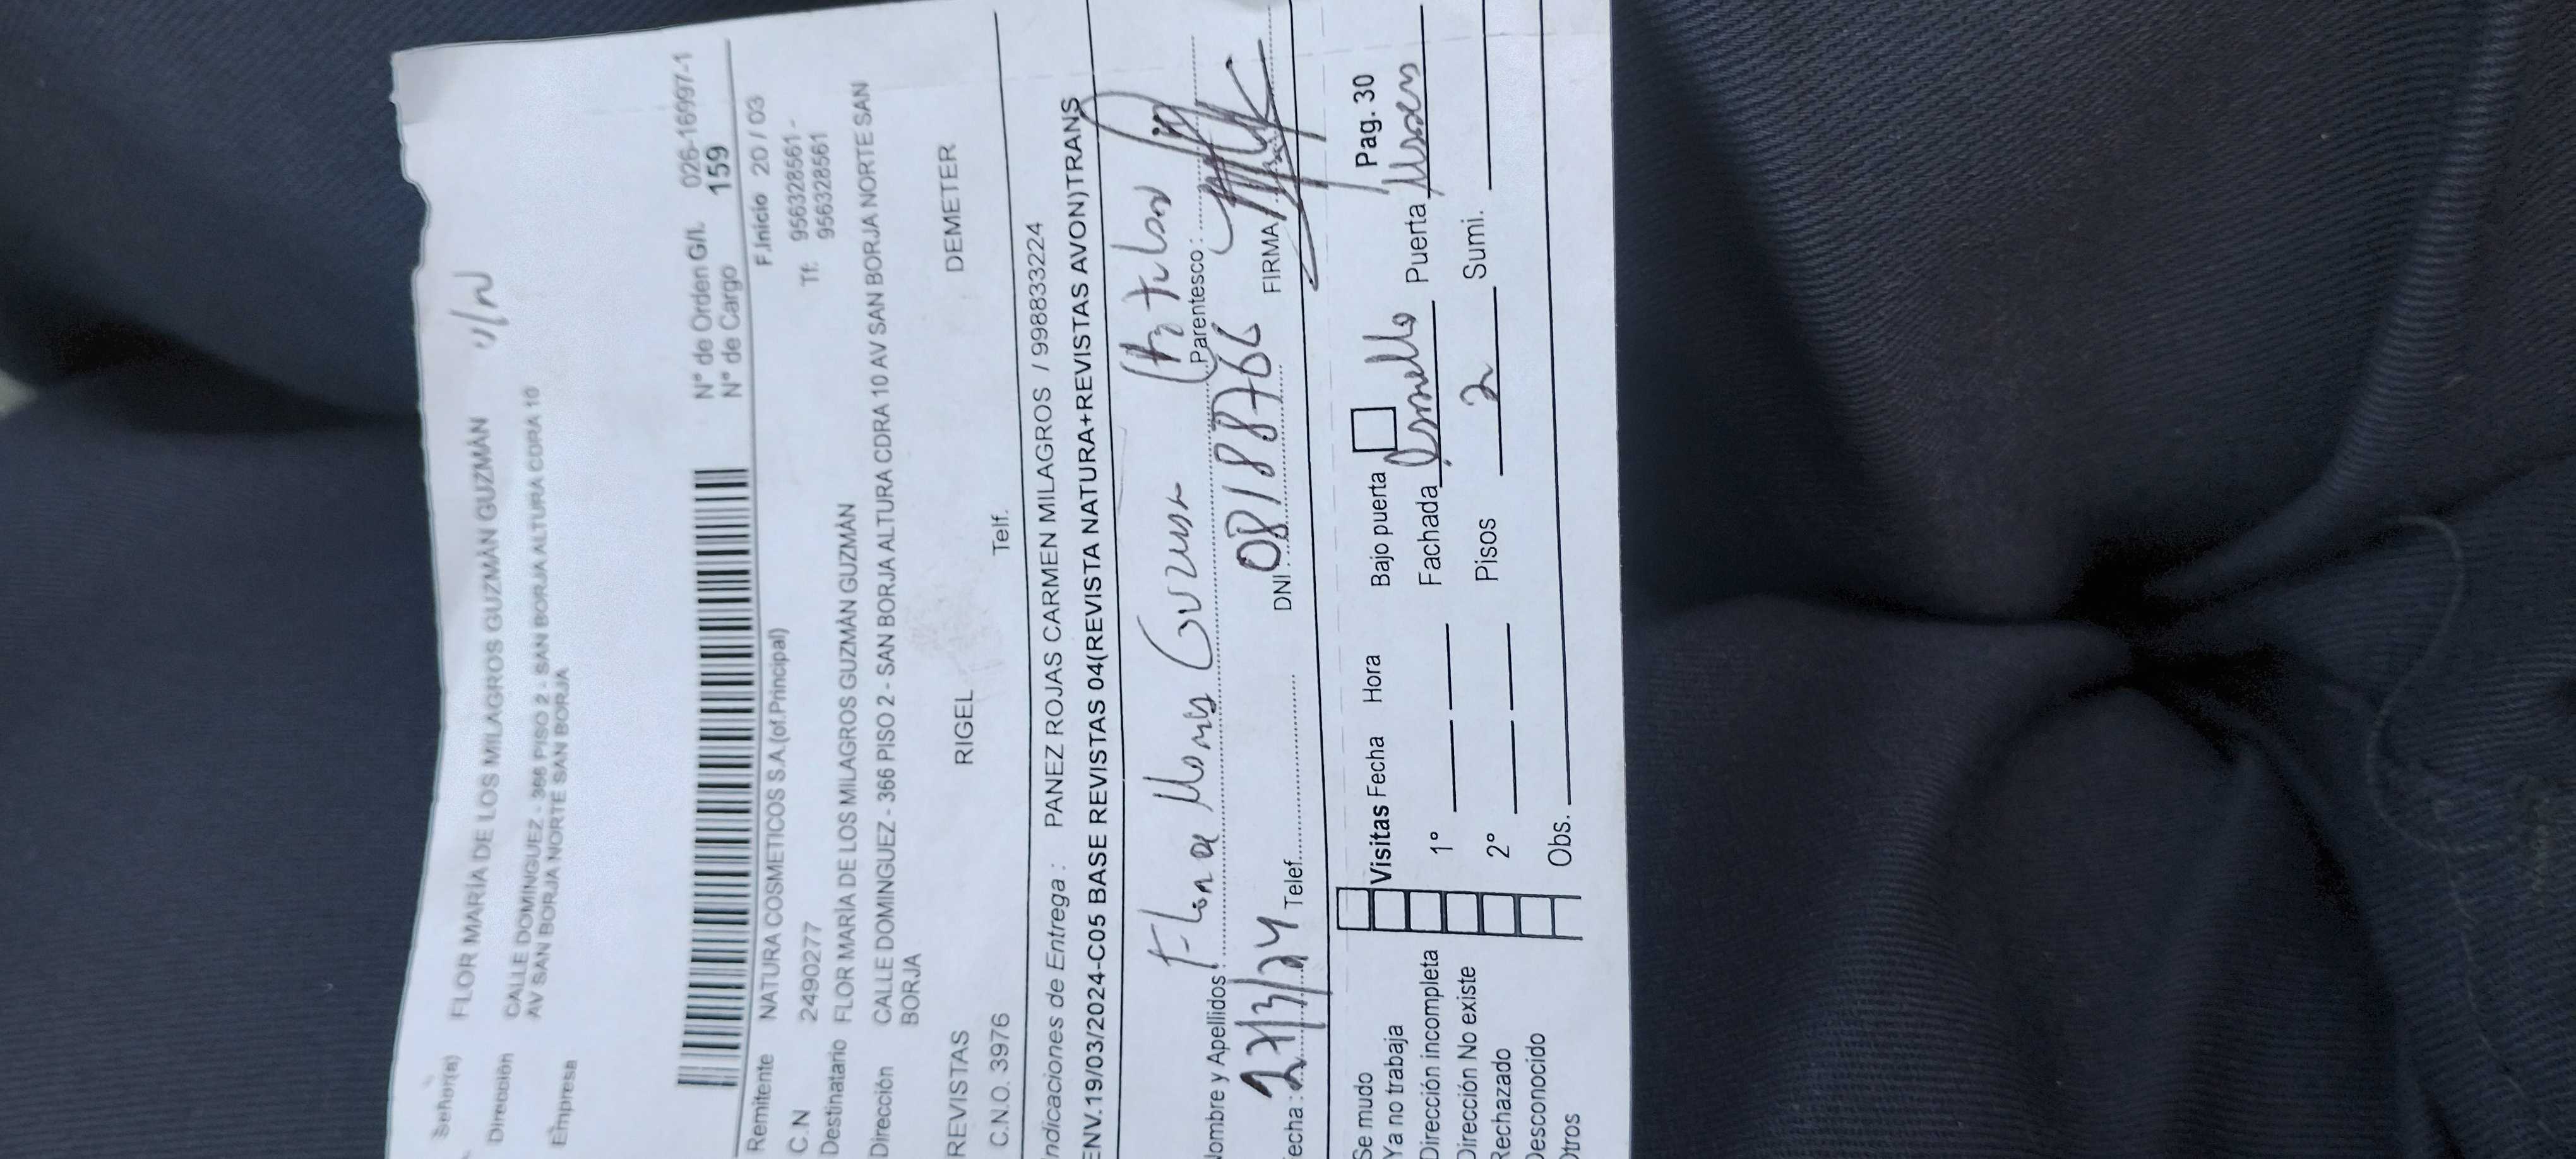 Señor(a) FLOR MARÍA DE LOS MILAGROS GUZMÁN GUZMÁN
Dirección CALLE DOMINGUEZ - 366 PISO 2 - SAN BORJA ALTURA CDRA 10
AV SAN BORJA NORTE SAN BORJA
Empresa
N° de Orden G/I. 026-16997-1
N° de Cargo 159
Remitente NATURA COSMETICOS S.A.(of.Principal) F.Inicio 20 / 03
C.N 2490277 Tf: 956328561 -
956328561
Destinatario FLOR MARÍA DE LOS MILAGROS GUZMÁN GUZMÁN
Dirección CALLE DOMINGUEZ - 366 PISO 2 - SAN BORJA ALTURA CDRA 10 AV SAN BORJA NORTE SAN
BORJA
REVISTAS RIGEL DEMETER
C.N.O. 3976 Telf.
Indicaciones de Entrega : PANEZ ROJAS CARMEN MILAGROS / 998833224
ENV.19/03/2024-C05 BASE REVISTAS 04(REVISTA NATURA+REVISTAS AVON)TRANS
Nombre y Apellidos: Guzman (titular)
Parentesco:
Fecha: 27/3/24 Telef. DNI: 08188766 FIRMA
Se mudo Visitas Fecha Hora Bajo puerta Pag. 30
Ya no trabaja
Dirección incompleta 1° Fachada Puerta
Dirección No existe
Rechazado 2° Pisos 2 Sumi.
Desconocido
Otros Obs.